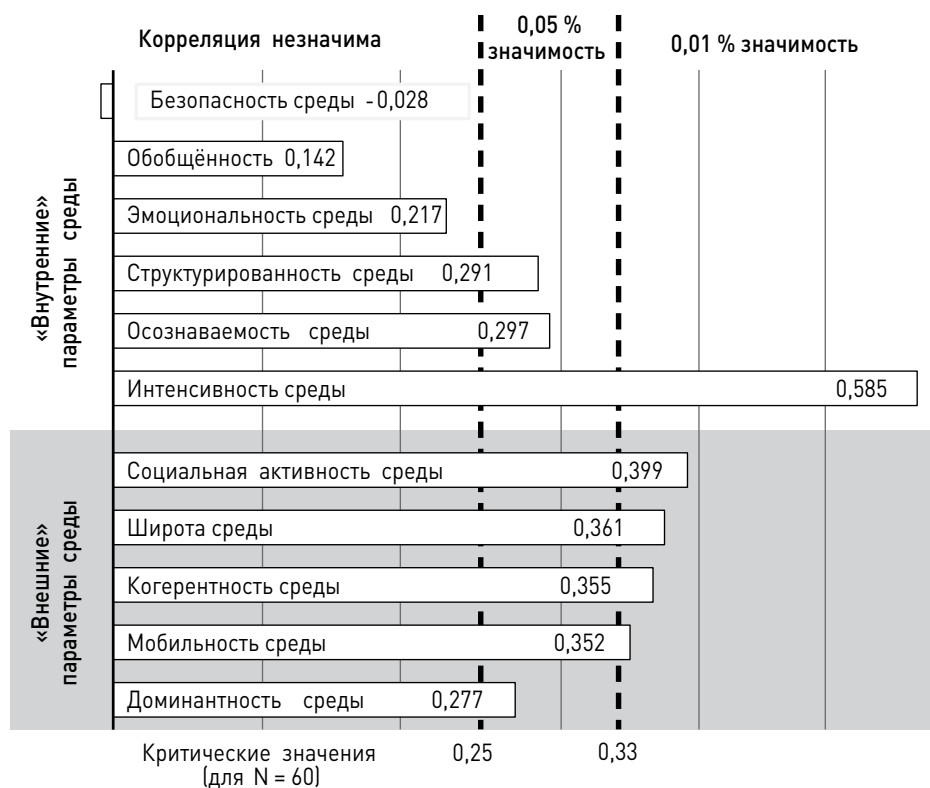 Корреляция незначима
0,05 %
значимость
0,01 % значимость
«Внутренние»
параметры среды
Безопасность среды -0,028
Обобщённость 0,142
Эмоциональность среды 0,217
Структурированность среды 0,291
Осознаваемость среды 0,297
Интенсивность среды 0,585
«Внешние»
параметры среды
Социальная активность среды 0,399
Широта среды 0,361
Когерентность среды 0,355
Мобильность среды 0,352
Доминантность среды 0,277
Критические значения
(для N = 60)
0,25
0,33